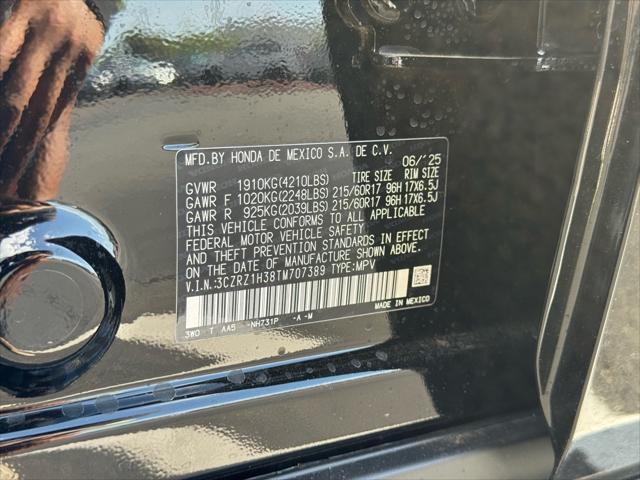 MFD.BY HONDA DE MEXICO S.A. DE C.V.
06/25
TIRE SIZE RIM SIZE
GVWR 1910KG(4210LBS)
GAWR F 1020KG(2248LBS) 215/60R17 96H 17X6.5J
GAWR R 925KG(2039LBS) 215/60R17 96H 17X6.5J
THIS VEHICLE CONFORMS TO ALL APPLICABLE
FEDERAL MOTOR VEHICLE SAFETY
AND THEFT PREVENTION STANDARDS IN EFFECT
ON THE DATE OF MANUFACTURE SHOWN ABOVE.
V.I.N.:3CZRZ1H38TM707389 TYPE:MPV
3W0 T AA5 NH731P -A-M
MADE IN MEXICO